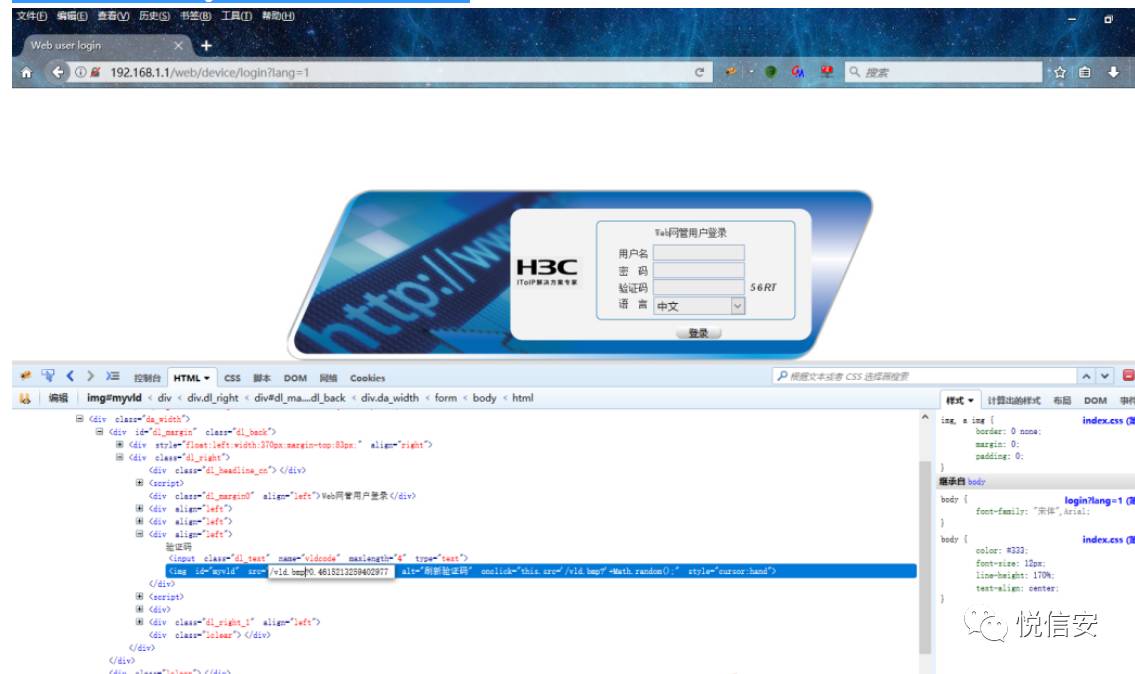 文件(F) 编辑(E) 查看(V) 历史(S) 书签(B) 工具(T) 帮助(H)
Web user login
192.168.1.1/web/device/login?lang=1
搜索
http://ww
H3C
IToIP解决方案专家
Web网管用户登录
用户名
密 码
验证码 56RT
语 言 中文
登录
控制台 HTML CSS 脚本 DOM 网络 Cookies
根据文本或者 CSS 选择器搜索
编辑 img#myvld < div < div.dl_right < div#dl_ma....dl_back < div.da_width < form < body < html
样式 计算出的样式 布局 DOM 事件
<div class="da_width">
<div id="dl_margin" class="dl_back">
<div style="float:left;width:370px;margin-top:83px;" align="right">
<div class="dl_right">
<div class="dl_headline_cn"></div>
<script>
<div class="dl_margin0" align="left">Web网管用户登录</div>
<div align="left">
<div align="left">
<div align="left">
验证码
<input class="dl_text" name="vldcode" maxlength="4" type="text">
<img id="myvld" src="/vld.bmp?0.4615213259402977 alt="刷新验证码" onclick="this.src='/vld.bmp?'+Math.random();" style="cursor:hand">
</div>
<script>
<div>
<div class="dl_right_1" align="left">
<div class="lclear"></div>
</div>
</div>
<div class="lclear"></div>
img, a img { index.css
border: 0 none;
margin: 0;
padding: 0;
}
继承自 body
body { login?lang=1
font-family: "宋体",Arial;
}
body { index.css
color: #333;
font-size: 12px;
line-height: 170%;
text-align: center;
}
悦信安